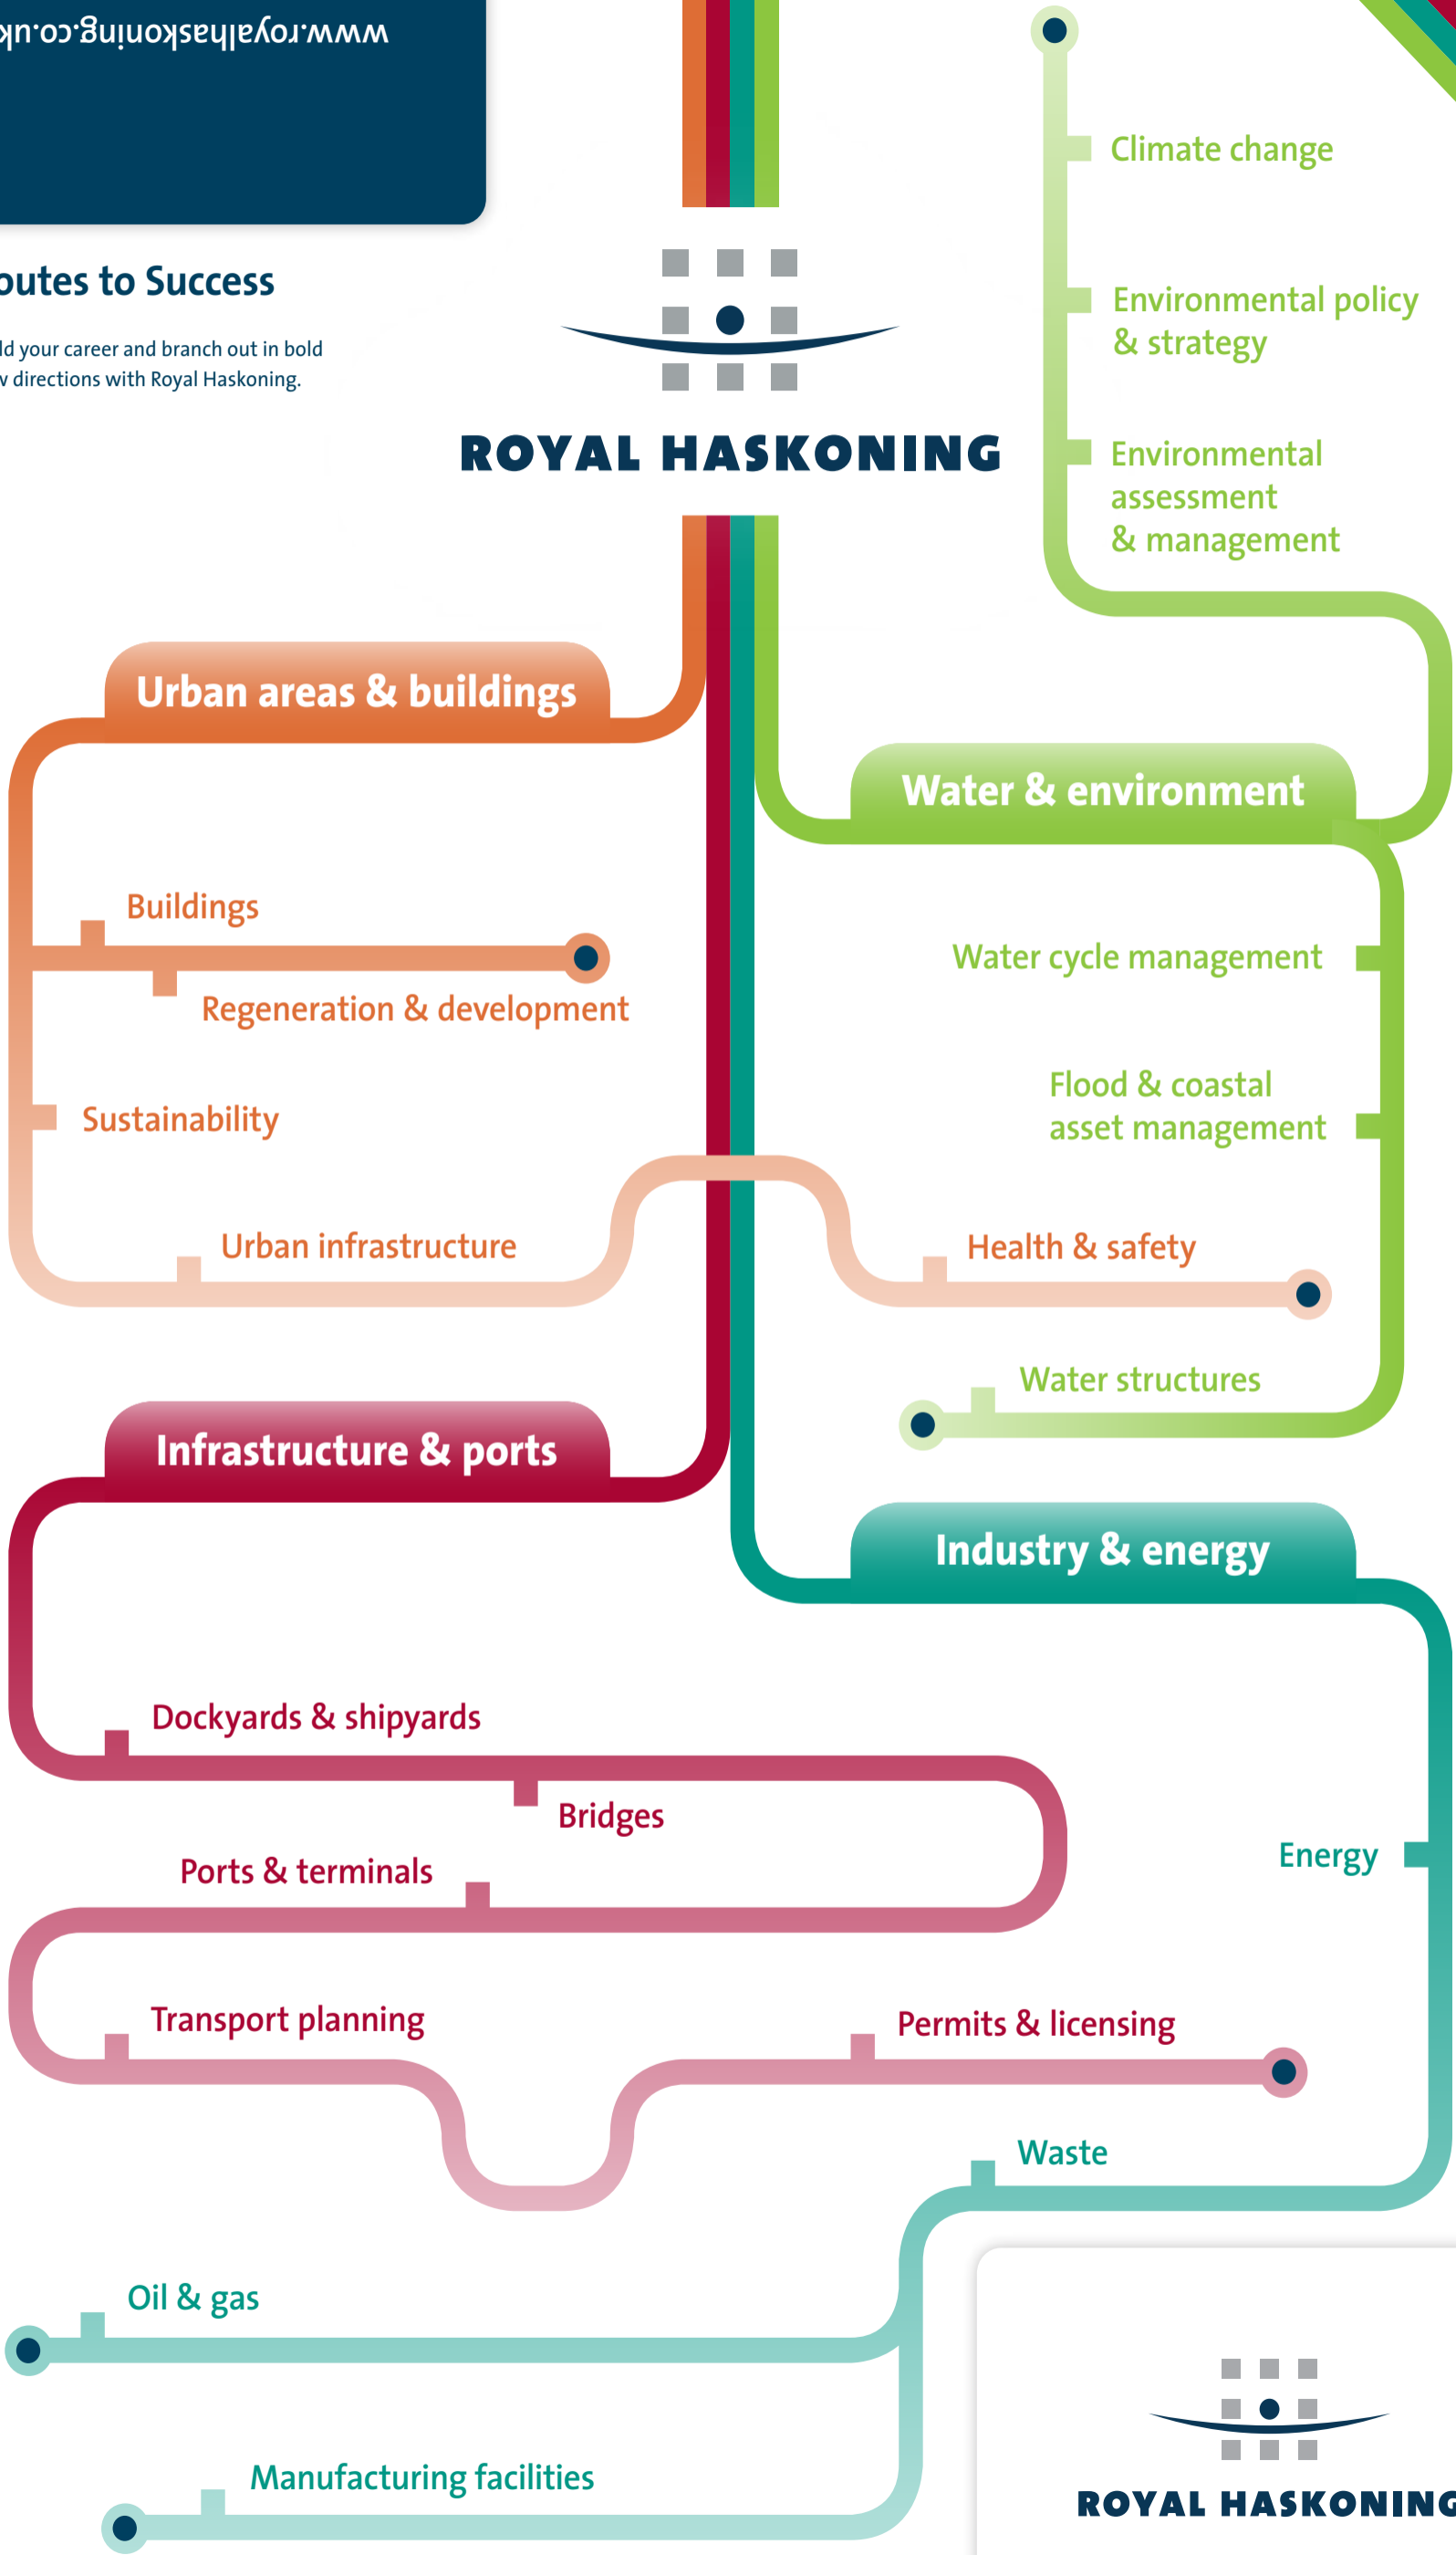 www.royalhaskoning.co.uk
outes to Success
ld your career and branch out in bold
w directions with Royal Haskoning.
ROYAL HASKONING
Climate change
Environmental policy
& strategy
Environmental
assessment
& management
Urban areas & buildings
Water & environment
Buildings
Regeneration & development
Water cycle management
Sustainability
Flood & coastal
asset management
Urban infrastructure
Health & safety
Water structures
Infrastructure & ports
Industry & energy
Dockyards & shipyards
Bridges
Energy
Ports & terminals
Transport planning
Permits & licensing
Waste
Oil & gas
Manufacturing facilities
ROYAL HASKONING